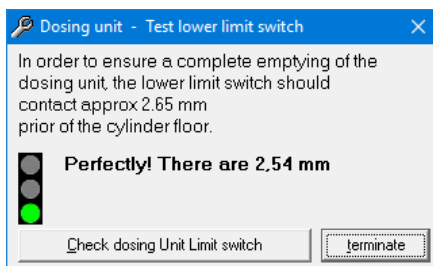 Dosing unit - Test lower limit switch
In order to ensure a complete emptying of the
dosing unit, the lower limit switch should
contact approx 2.65 mm
prior of the cylinder floor.
Perfectly! There are 2,54 mm
Check dosing Unit Limit switch
terminate